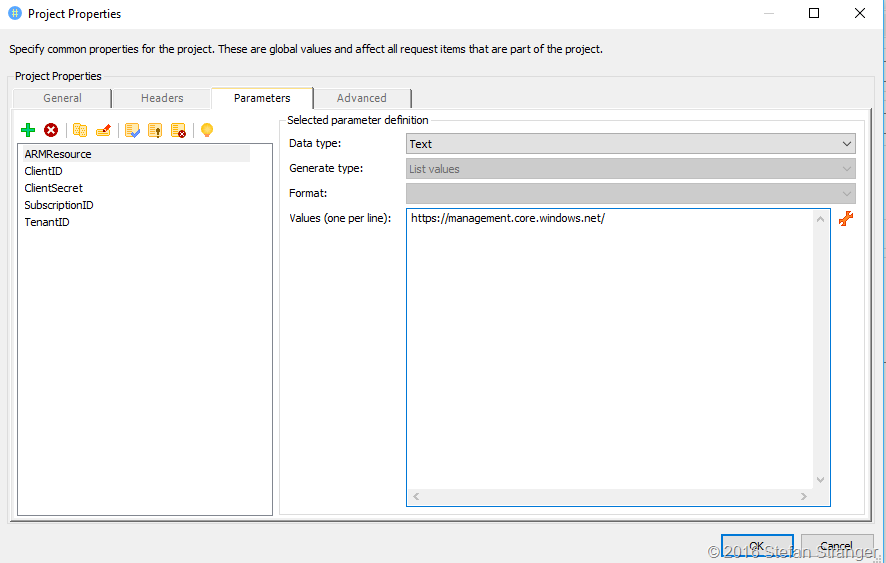 Project Properties
Specify common properties for the project. These are global values and affect all request items that are part of the project.
Project Properties
General Headers Parameters Advanced
Selected parameter definition
ARMResource
ClientID
ClientSecret
SubscriptionID
TenantID
Data type: Text
Generate type: List values
Format:
Values (one per line): https://management.core.windows.net/
OK Cancel
© 2016 Stefan Stranger